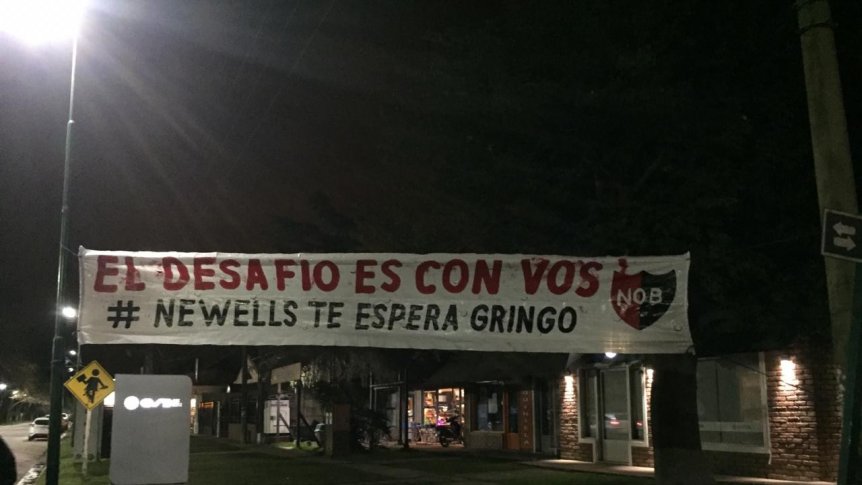 EL DESAFIO ES CON VOS
# NEWELLS TE ESPERA GRINGO
NOB